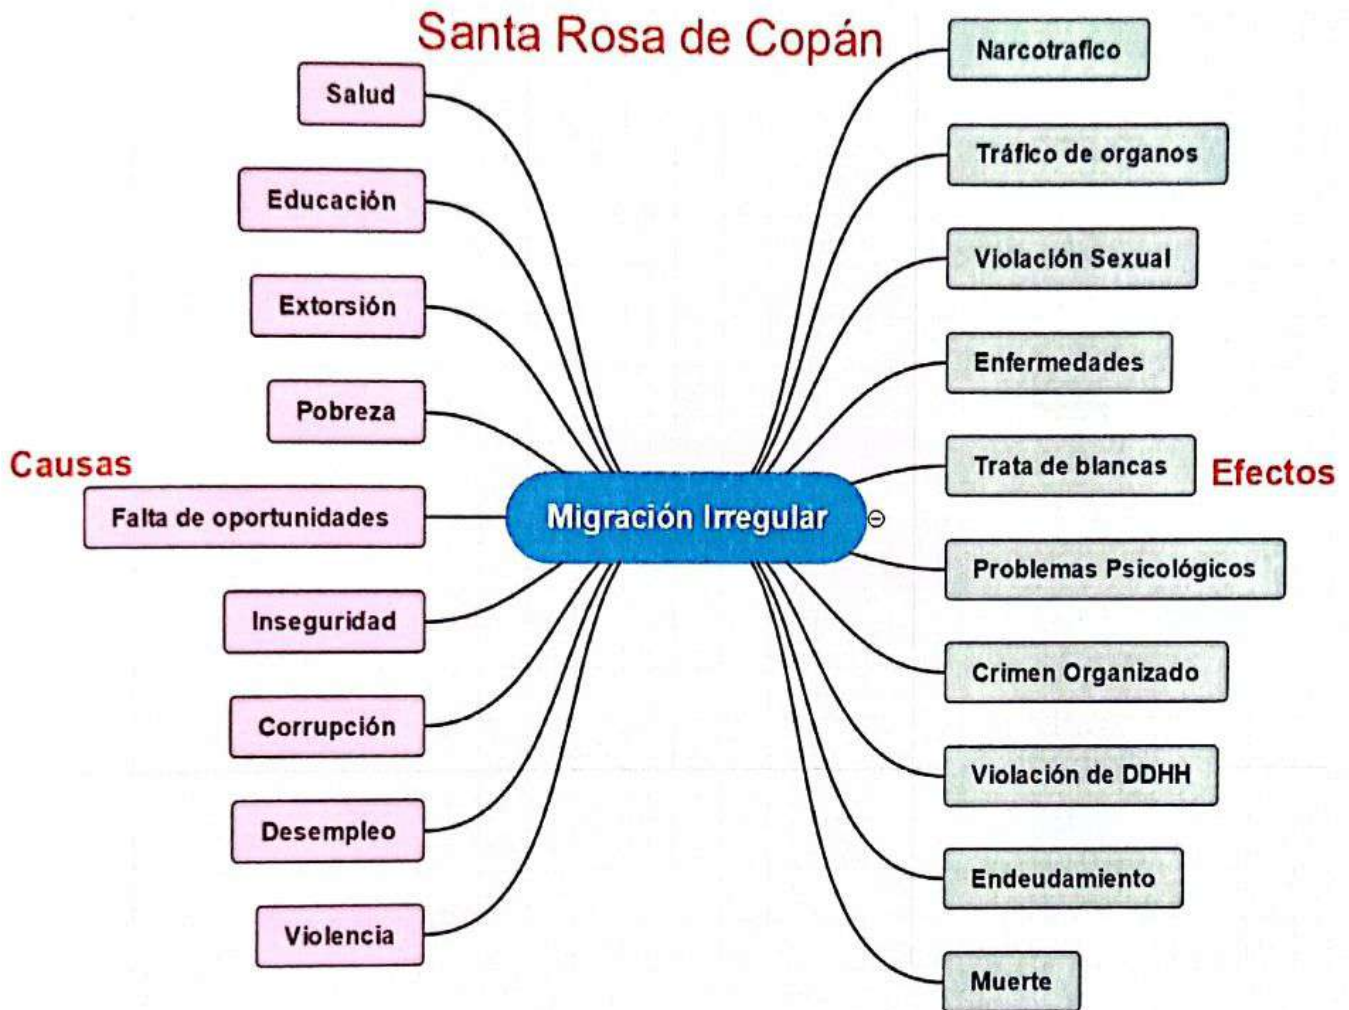 Santa Rosa de Copán
Causas
Salud
Educación
Extorsión
Pobreza
Falta de oportunidades
Inseguridad
Corrupción
Desempleo
Violencia
Migración Irregular
Efectos
Narcotrafico
Tráfico de organos
Violación Sexual
Enfermedades
Trata de blancas
Problemas Psicológicos
Crimen Organizado
Violación de DDHH
Endeudamiento
Muerte